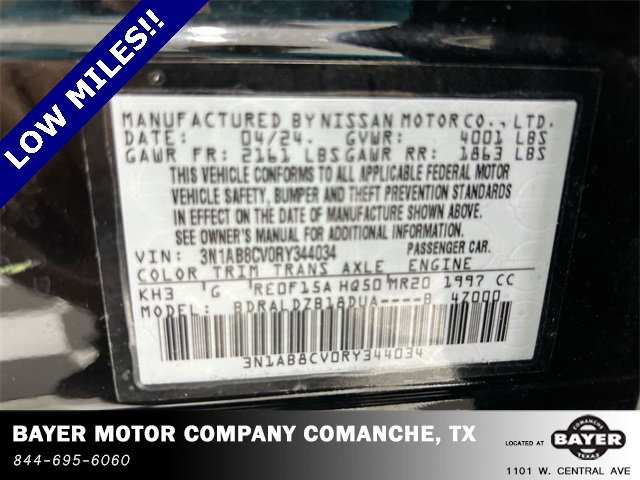 LOW MILES!!
MANUFACTURED BY NISSAN MOTOR CO., LTD.
DATE: 04/24. GVWR: 4001 LBS
GAWR FR: 2161 LBS GAWR RR: 1863 LBS
THIS VEHICLE CONFORMS TO ALL APPLICABLE FEDERAL MOTOR
VEHICLE SAFETY, BUMPER AND THEFT PREVENTION STANDARDS
IN EFFECT ON THE DATE OF MANUFACTURE SHOWN ABOVE.
SEE OWNER'S MANUAL FOR ADDITIONAL INFORMATION.
VIN: 3N1AB8CV0RY344034 PASSENGER CAR.
COLOR TRIM TRANS AXLE ENGINE
KH3 G RE0F15A HQ50 MR20 1997 CC
MODEL: BDRALDZB18DUA----B 47000
3N1AB8CV0RY344034
BAYER MOTOR COMPANY COMANCHE, TX
844-695-6060
LOCATED AT
COMANCHE
BAYER
TEXAS
1101 W. CENTRAL AVE